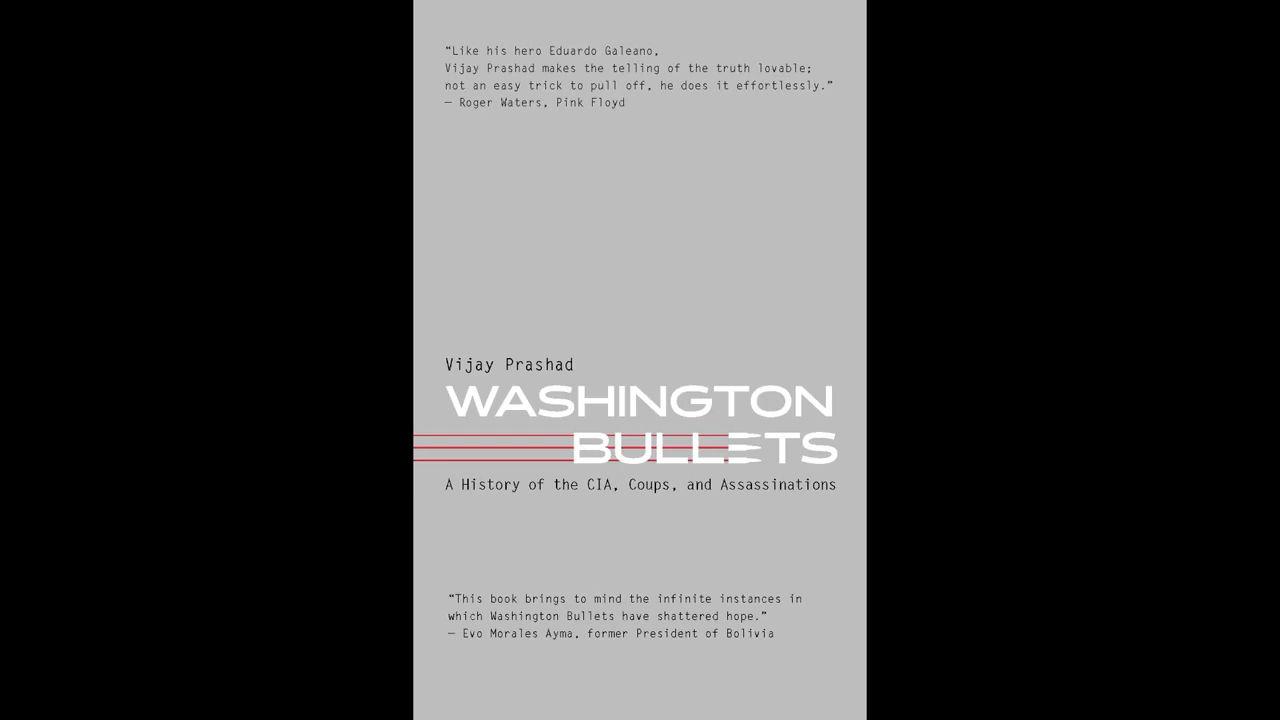 “Like his hero Eduardo Galeano,
Vijay Prashad makes the telling of the truth lovable;
not an easy trick to pull off, he does it effortlessly.”
— Roger Waters, Pink Floyd
Vijay Prashad
WASHINGTON
BULLETS
A History of the CIA, Coups, and Assassinations
“This book brings to mind the infinite instances in
which Washington Bullets have shattered hope.”
— Evo Morales Ayma, former President of Bolivia